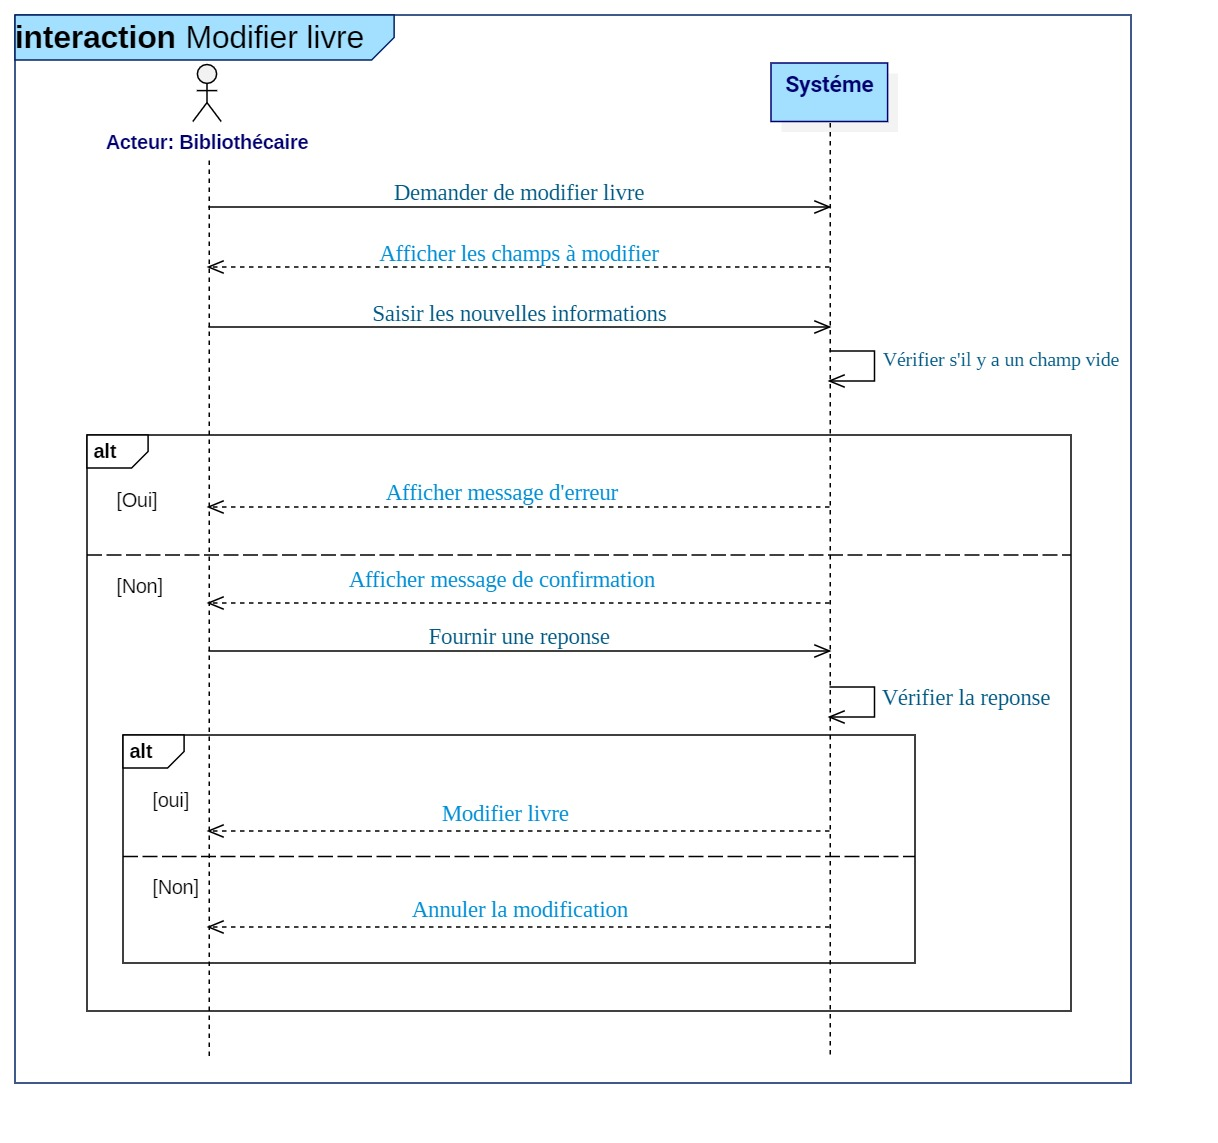 interaction Modifier livre
Systéme
Acteur: Bibliothécaire
Demander de modifier livre
Afficher les champs à modifier
Saisir les nouvelles informations
Vérifier s'il y a un champ vide
alt
[Oui]
Afficher message d'erreur
[Non]
Afficher message de confirmation
Fournir une reponse
Vérifier la reponse
alt
[oui]
Modifier livre
[Non]
Annuler la modification